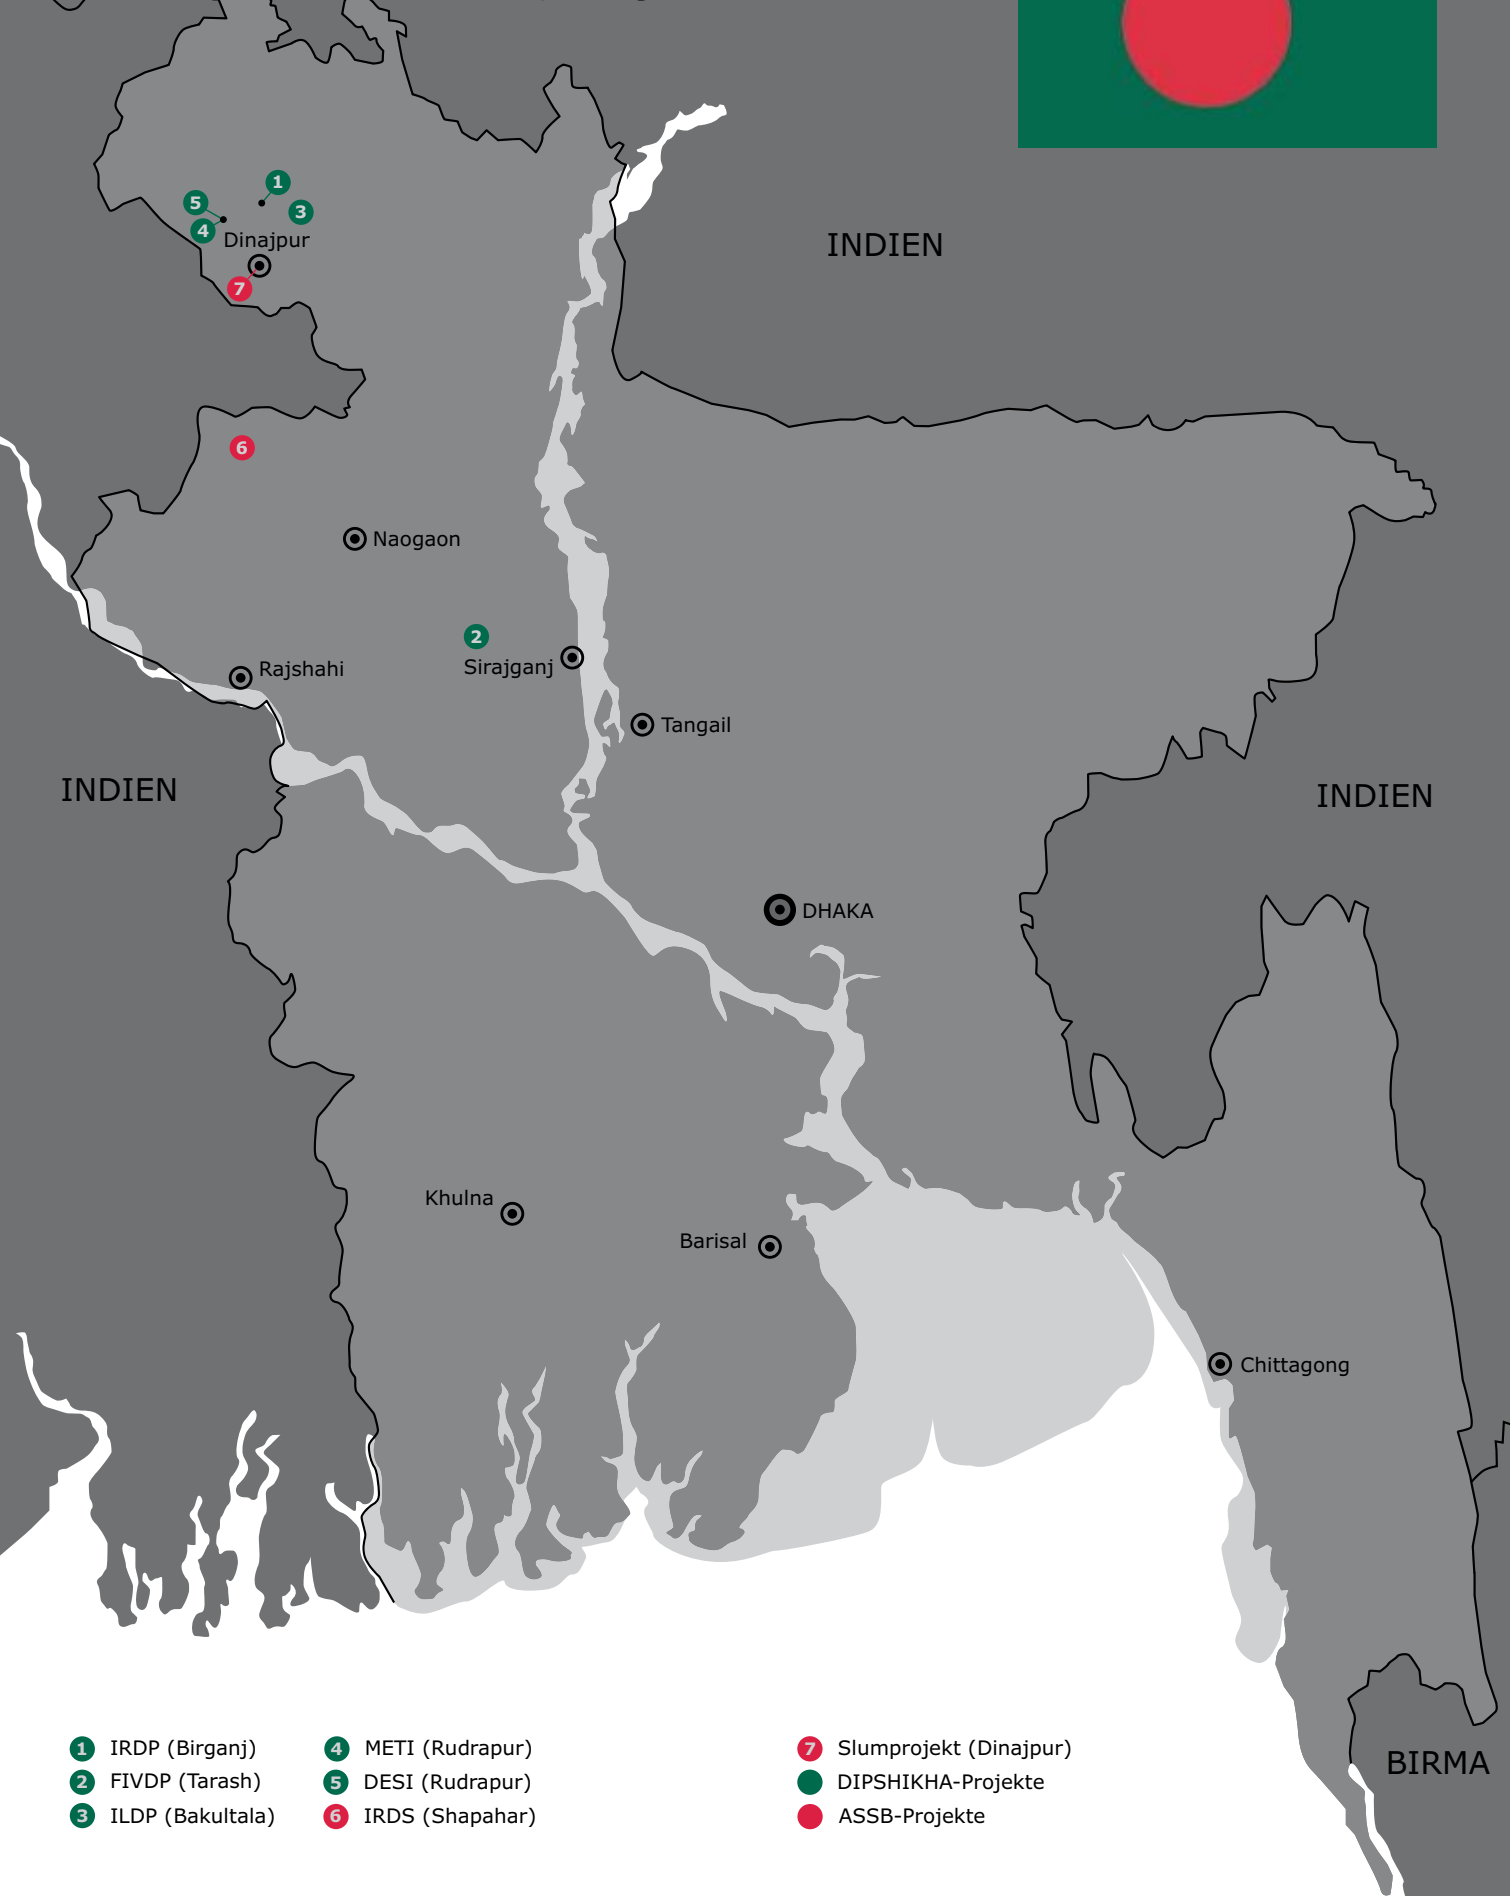 1
5
3
4
Dinajpur
7
INDIEN
6
Naogaon
2
Sirajganj
Rajshahi
Tangail
INDIEN
INDIEN
DHAKA
Khulna
Barisal
Chittagong
1 IRDP (Birganj)
2 FIVDP (Tarash)
3 ILDP (Bakultala)
4 METI (Rudrapur)
5 DESI (Rudrapur)
6 IRDS (Shapahar)
7 Slumprojekt (Dinajpur)
DIPSHIKHA-Projekte
ASSB-Projekte
BIRMA